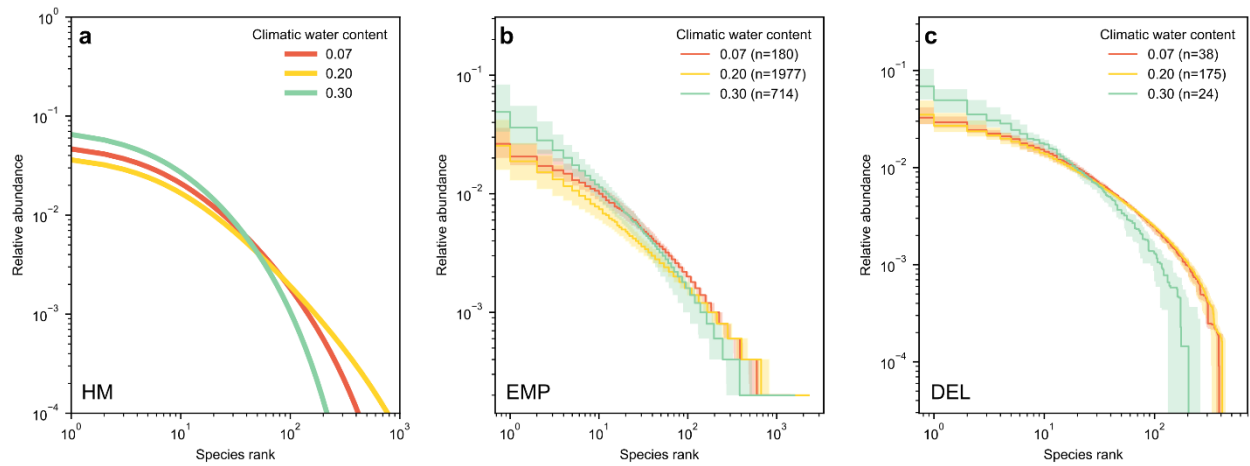 a
Climatic water content
0.07
0.20
0.30
HM
Relative abundance
10^0
10^-1
10^-2
10^-3
10^-4
10^0
10^1
10^2
10^3
Species rank
b
Climatic water content
0.07 (n=180)
0.20 (n=1977)
0.30 (n=714)
EMP
Relative abundance
10^-1
10^-2
10^-3
10^0
10^1
10^2
10^3
Species rank
c
Climatic water content
0.07 (n=38)
0.20 (n=175)
0.30 (n=24)
DEL
Relative abundance
10^-1
10^-2
10^-3
10^-4
10^0
10^1
10^2
Species rank